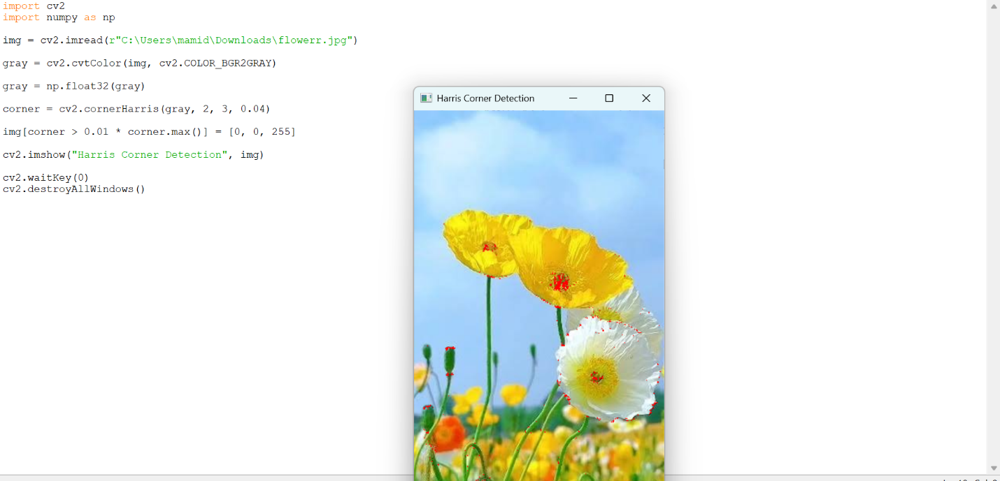 import cv2
import numpy as np
img = cv2.imread(r"C:\Users\mamid\Downloads\flowerr.jpg")
gray = cv2.cvtColor(img, cv2.COLOR_BGR2GRAY)
gray = np.float32(gray)
corner = cv2.cornerHarris(gray, 2, 3, 0.04)
img[corner > 0.01 * corner.max()] = [0, 0, 255]
cv2.imshow("Harris Corner Detection", img)
cv2.waitKey(0)
cv2.destroyAllWindows()
Harris Corner Detection